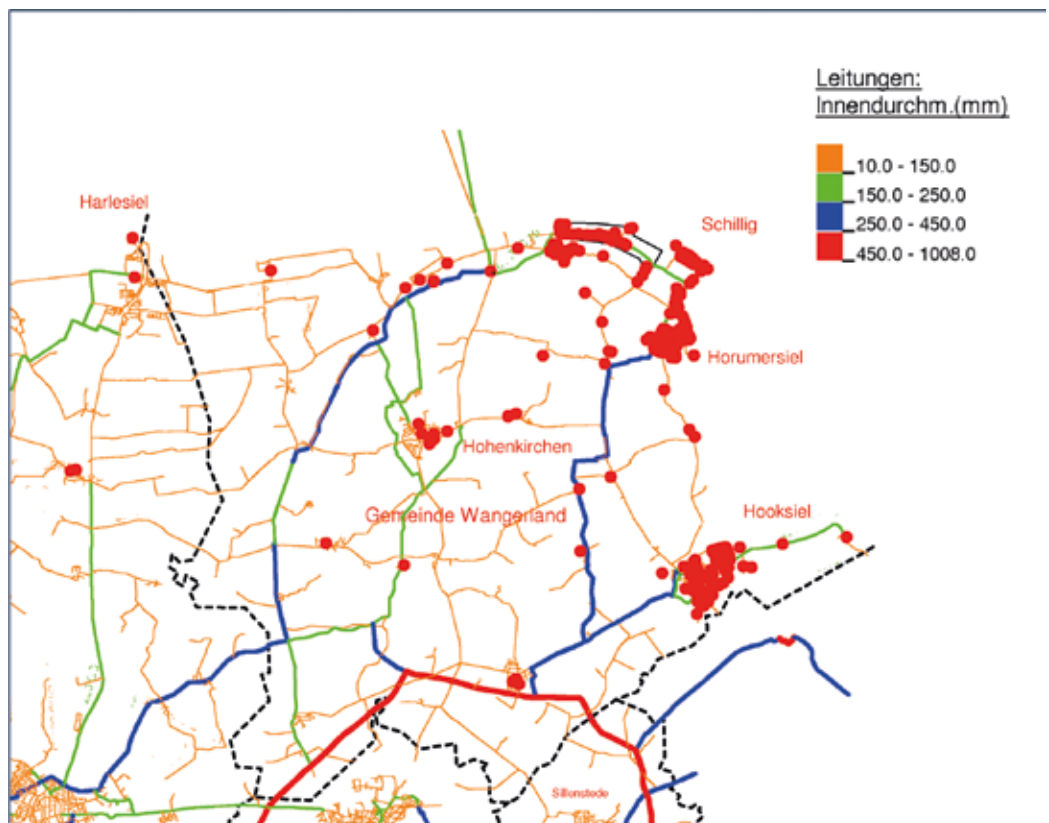 Leitungen:
Innendurchm.(mm)
10.0 - 150.0
150.0 - 250.0
250.0 - 450.0
450.0 - 1008.0
Harlesiel
Schillig
Horumersiel
Hohenkirchen
Gemeinde Wangerland
Hooksiel
Sillenstede